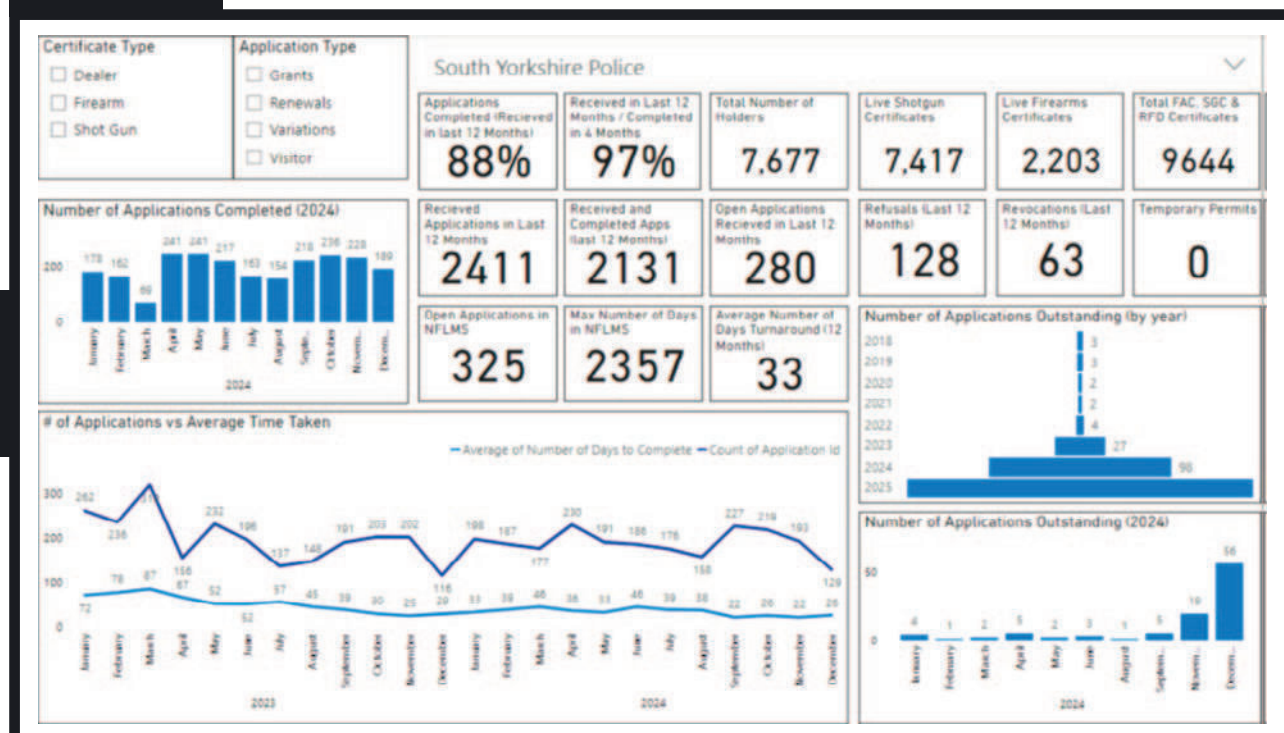 Certificate Type
Dealer
Firearm
Shot Gun
Application Type
Grants
Renewals
Variations
Visitor
South Yorkshire Police
Applications
Completed (Recieved
in last 12 Months)
88%
Received in Last 12
Months / Completed
in 4 Months
97%
Total Number of
Holders
7,677
Live Shotgun
Certificates
7,417
Live Firearms
Certificates
2,203
Total FAC, SGC &
RFD Certificates
9644
Number of Applications Completed (2024)
200
0
178 162 69 241 241 217 163 154 218 236 228 189
January
February
March
April
May
June
July
August
Septe...
October
Novem...
Decem...
2024
Recieved
Applications in Last
12 Months
2411
Received and
Completed Apps
(last 12 Months)
2131
Open Applications
Recieved in Last 12
Months
280
Refusals (Last 12
Months)
128
Revocations (Last
12 Months)
63
Temporary Permits
0
Open Applications in
NFLMS
325
Max Number of Days
in NFLMS
2357
Average Number of
Days Turnaround (12
Months)
33
Number of Applications Outstanding (by year)
2018 3
2019 3
2020 2
2021 2
2022 4
2023 27
2024 98
2025
# of Applications vs Average Time Taken
Average of Number of Days to Complete Count of Application Id
300
200
100
0
262 236 156 232 196 137 148 191 203 202 116 198 187 177 230 191 186 176 158 227 219 193 129
72 78 87 67 52 52 57 45 39 30 25 29 33 39 46 36 33 46 39 38 22 26 22 26
January
February
March
April
May
June
July
August
September
October
November
December
January
February
March
April
May
June
July
August
September
October
November
December
2023
2024
Number of Applications Outstanding (2024)
50
0
4 1 2 5 2 3 1 5 19 56
January
February
March
April
May
June
August
Septem...
Novem...
Decem...
2024